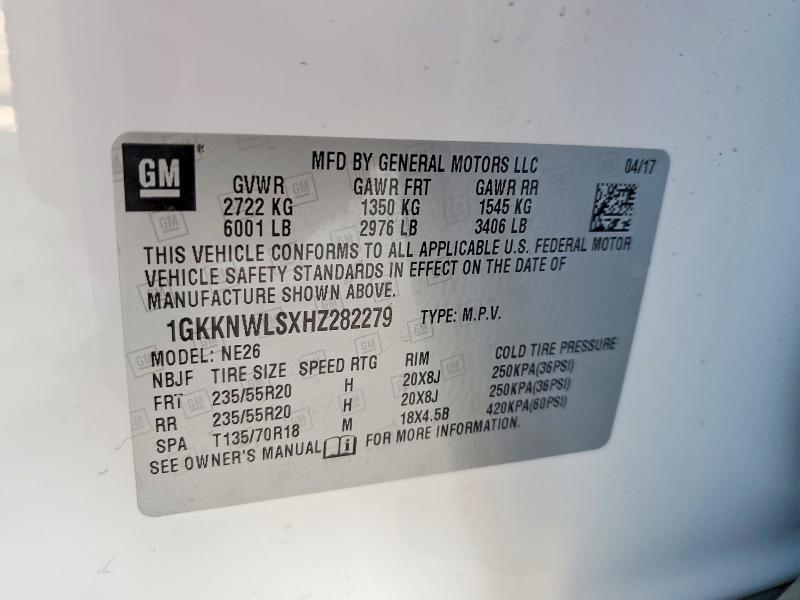 GM ® MFD BY GENERAL MOTORS LLC 04/17
GVWR GAWR FRT GAWR RR
2722 KG 1350 KG 1545 KG
6001 LB 2976 LB 3406 LB
THIS VEHICLE CONFORMS TO ALL APPLICABLE U.S. FEDERAL MOTOR
VEHICLE SAFETY STANDARDS IN EFFECT ON THE DATE OF
MANUFACTURE SHOWN ABOVE.
1GKKNWLSXHZ282279 TYPE: M.P.V.
MODEL: NE26
NBJF TIRE SIZE SPEED RTG RIM COLD TIRE PRESSURE
FRT 235/55R20 H 20X8J 250KPA(36PSI)
RR 235/55R20 H 20X8J 250KPA(36PSI)
SPA T135/70R18 M 18X4.5B 420KPA(60PSI)
SEE OWNER'S MANUAL i FOR MORE INFORMATION.